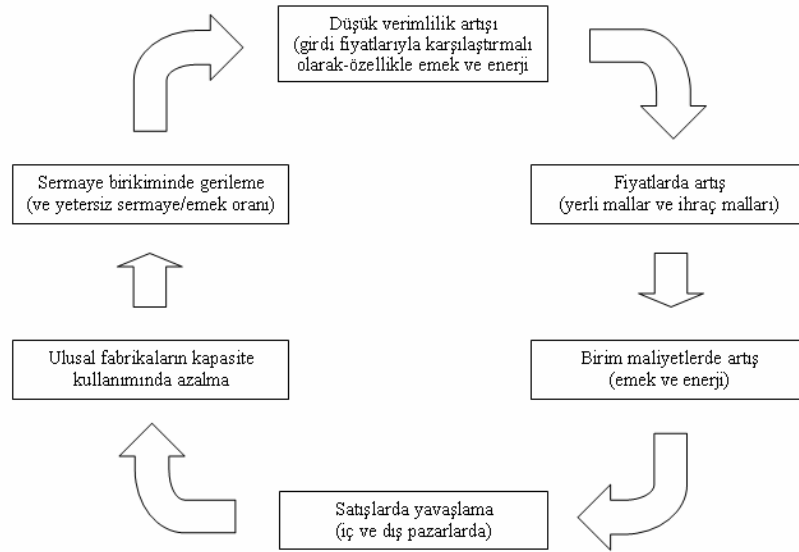 Düşük verimlilik artışı
(girdi fiyatlarıyla karşılaştırmalı
olarak-özellikle emek ve enerji
Fiyatlarda artış
(yerli mallar ve ihraç malları)
Birim maliyetlerde artış
(emek ve enerji)
Satışlarda yavaşlama
(iç ve dış pazarlarda)
Ulusal fabrikaların kapasite
kullanımında azalma
Sermaye birikiminde gerileme
(ve yetersiz sermaye/emek oranı)